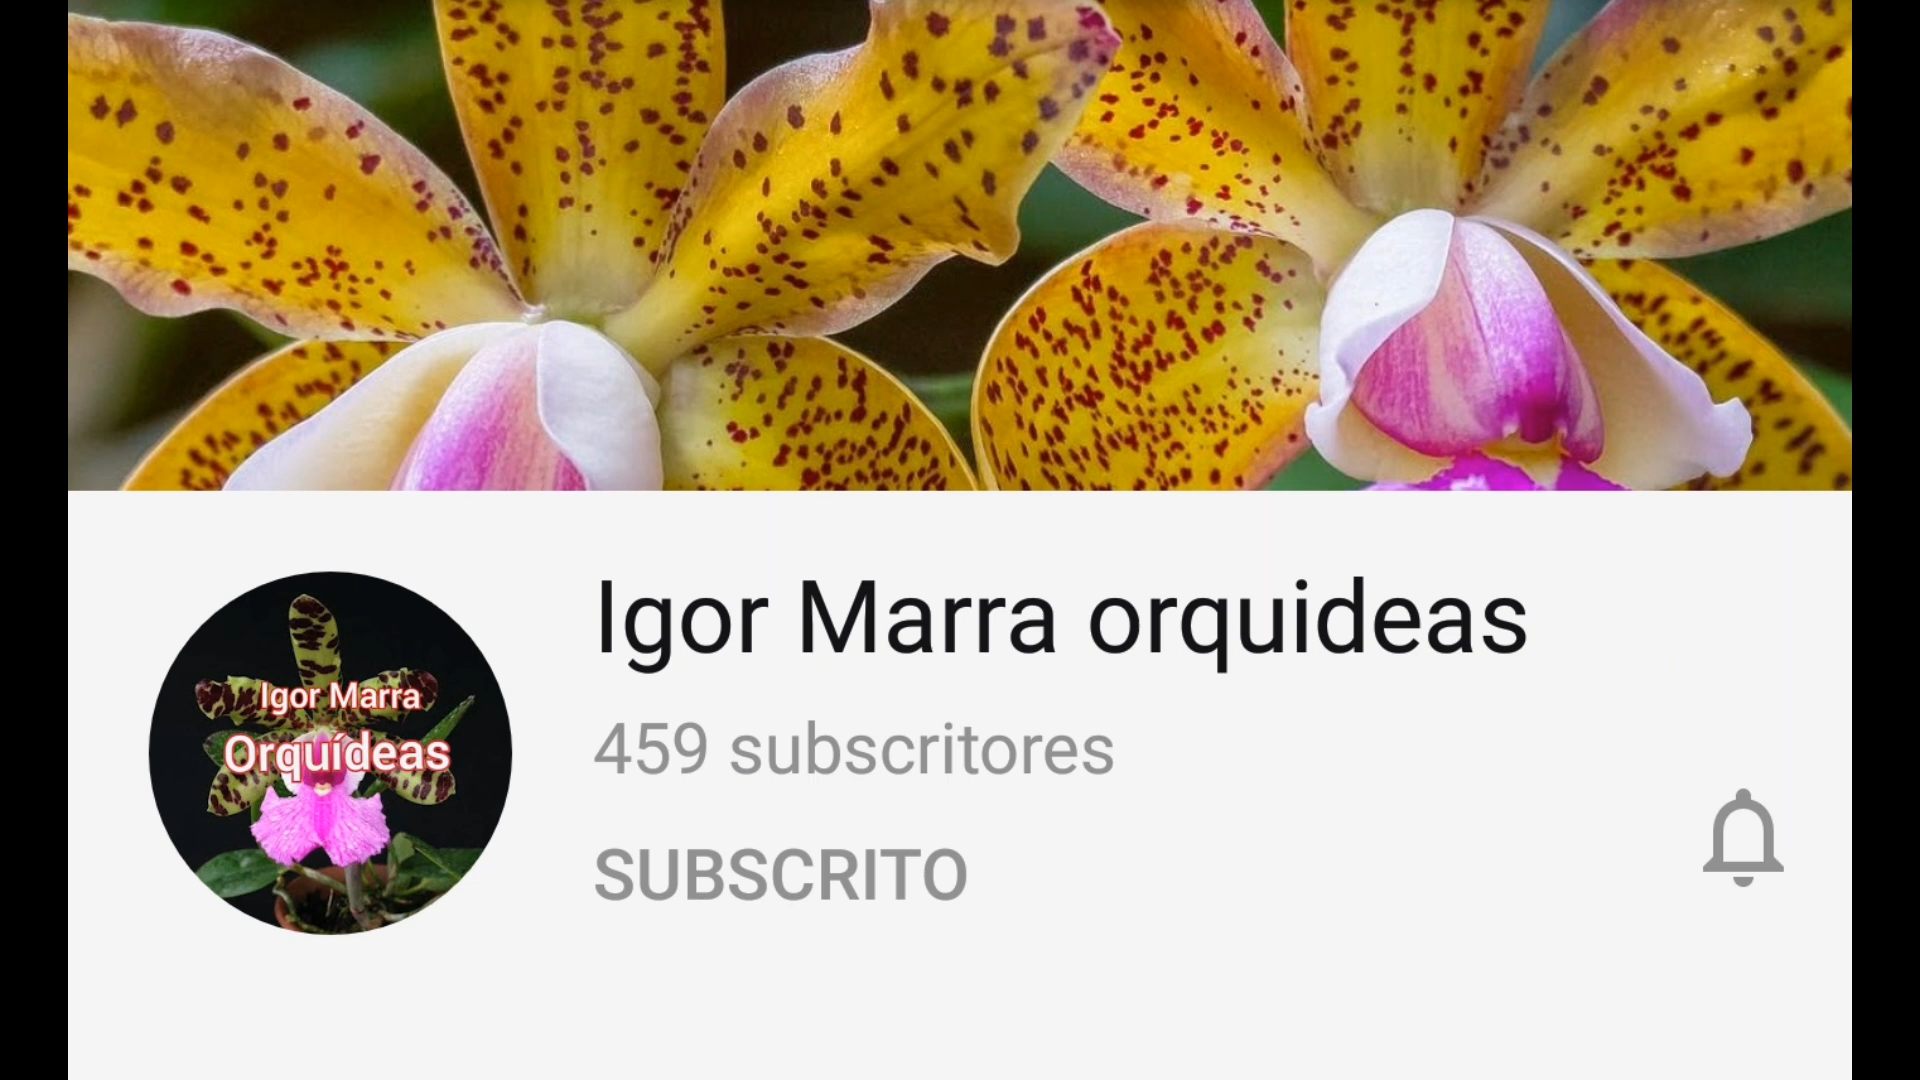 Igor Marra orquideas
459 subscritores
SUBSCRITO
Igor Marra
Orquídeas